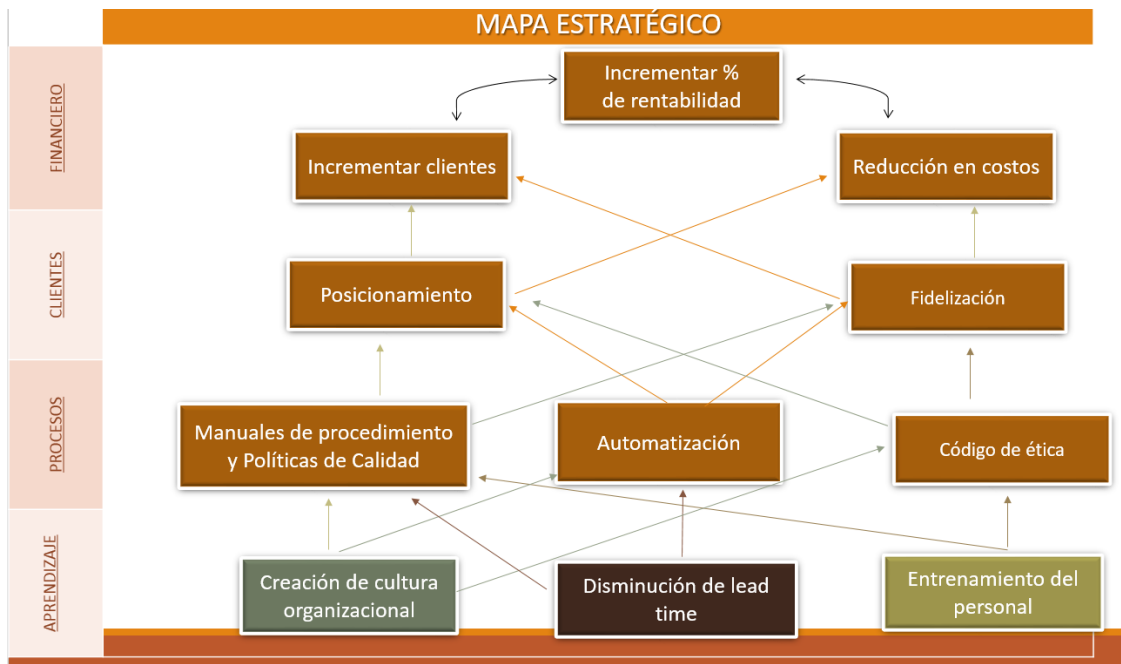 MAPA ESTRATÉGICO
FINANCIERO
Incrementar %
de rentabilidad
Incrementar clientes
Reducción en costos
CLIENTES
Posicionamiento
Fidelización
PROCESOS
Manuales de procedimiento
y Políticas de Calidad
Automatización
Código de ética
APRENDIZAJE
Creación de cultura
organizacional
Disminución de lead
time
Entrenamiento del
personal